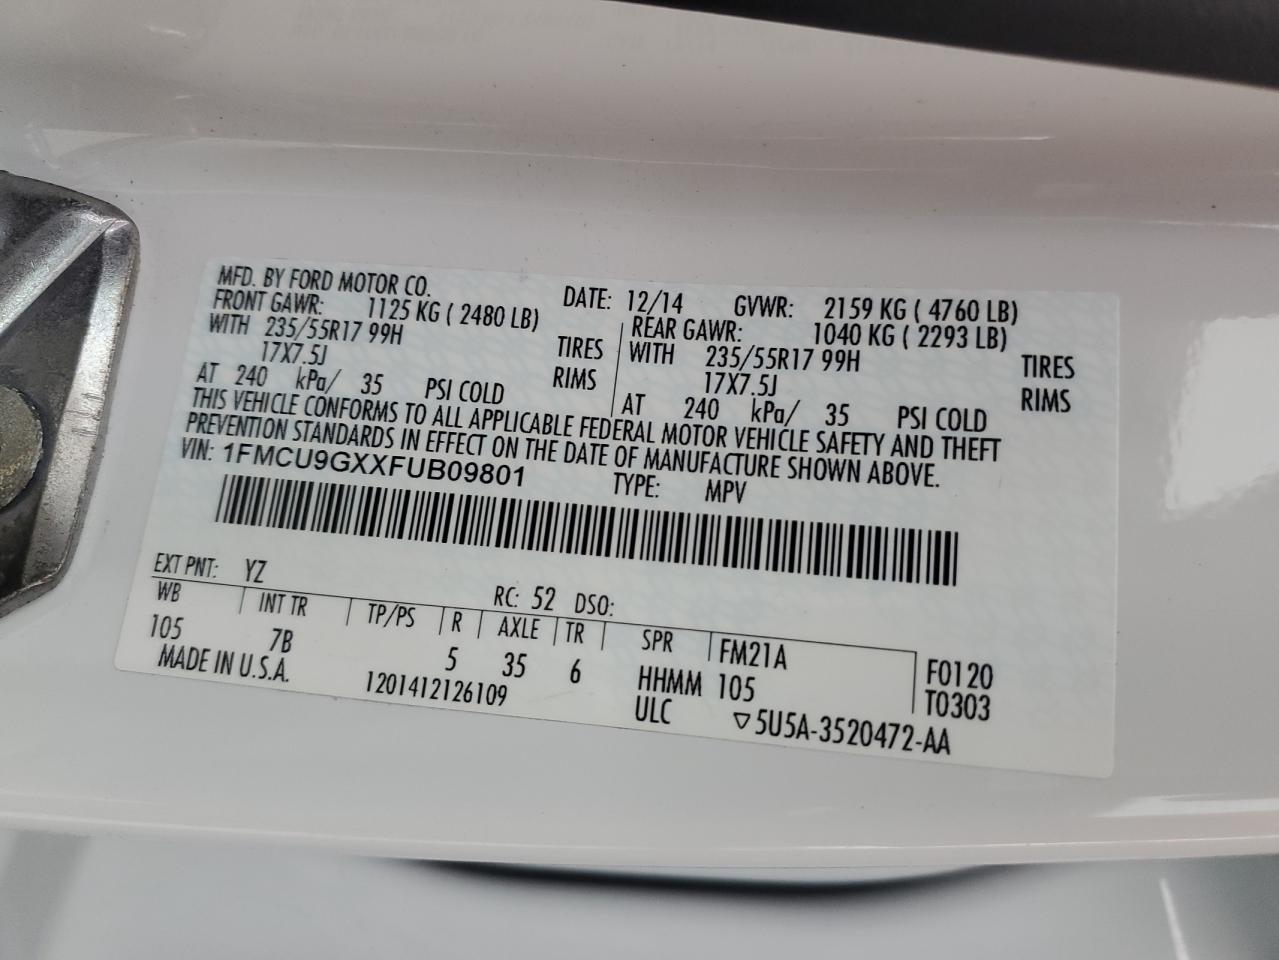 MFD. BY FORD MOTOR CO. DATE: 12/14 GVWR: 2159 KG ( 4760 LB)
FRONT GAWR: 1125 KG ( 2480 LB) REAR GAWR: 1040 KG ( 2293 LB)
WITH 235/55R17 99H TIRES WITH 235/55R17 99H TIRES
17X7.5J RIMS 17X7.5J RIMS
AT 240 kPa/ 35 PSI COLD AT 240 kPa/ 35 PSI COLD
THIS VEHICLE CONFORMS TO ALL APPLICABLE FEDERAL MOTOR VEHICLE SAFETY AND THEFT
PREVENTION STANDARDS IN EFFECT ON THE DATE OF MANUFACTURE SHOWN ABOVE.
VIN: 1FMCU9GXXFUB09801 TYPE: MPV
EXT PNT: YZ RC: 52 DSO:
WB INT TR TP/PS R AXLE TR SPR FM21A F0120
105 7B 5 35 6 HHMM 105 T0303
MADE IN U.S.A. 1201412126109 ULC ▽5U5A-3520472-AA